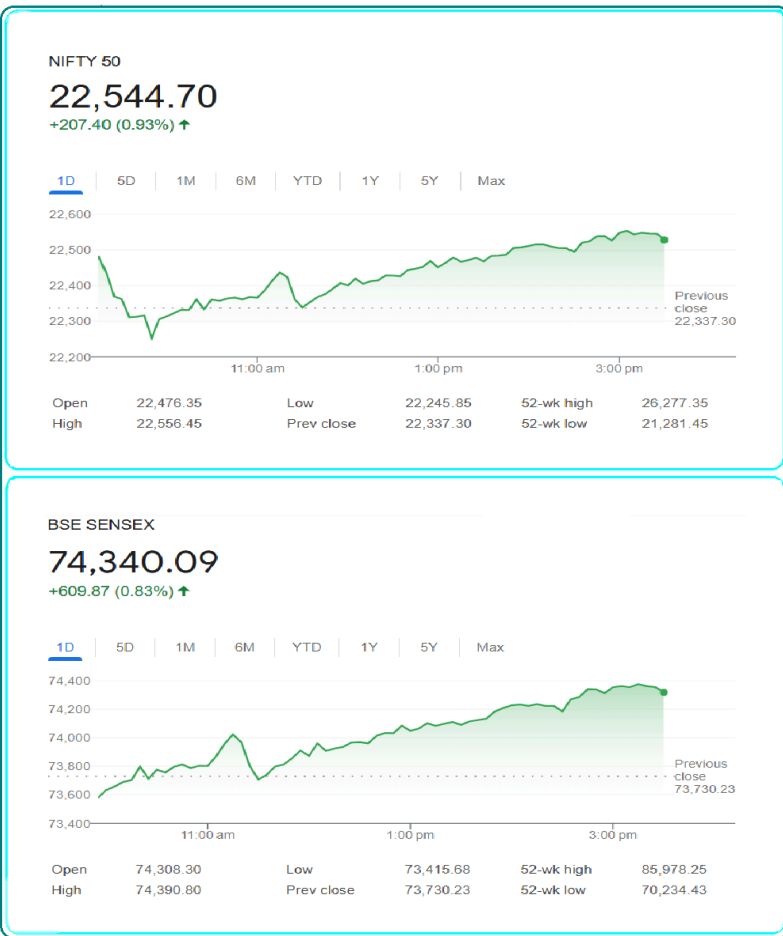 NIFTY 50
22,544.70
+207.40 (0.93%) ↑
1D 5D 1M 6M YTD 1Y 5Y Max
22,600
22,500
22,400
22,300
22,200
Previous
close
22,337.30
11:00 am 1:00 pm 3:00 pm
Open 22,476.35 Low 22,245.85 52-wk high 26,277.35
High 22,556.45 Prev close 22,337.30 52-wk low 21,281.45
BSE SENSEX
74,340.09
+609.87 (0.83%) ↑
1D 5D 1M 6M YTD 1Y 5Y Max
74,400
74,200
74,000
73,800
73,600
73,400
Previous
close
73,730.23
11:00 am 1:00 pm 3:00 pm
Open 74,308.30 Low 73,415.68 52-wk high 85,978.25
High 74,390.80 Prev close 73,730.23 52-wk low 70,234.43